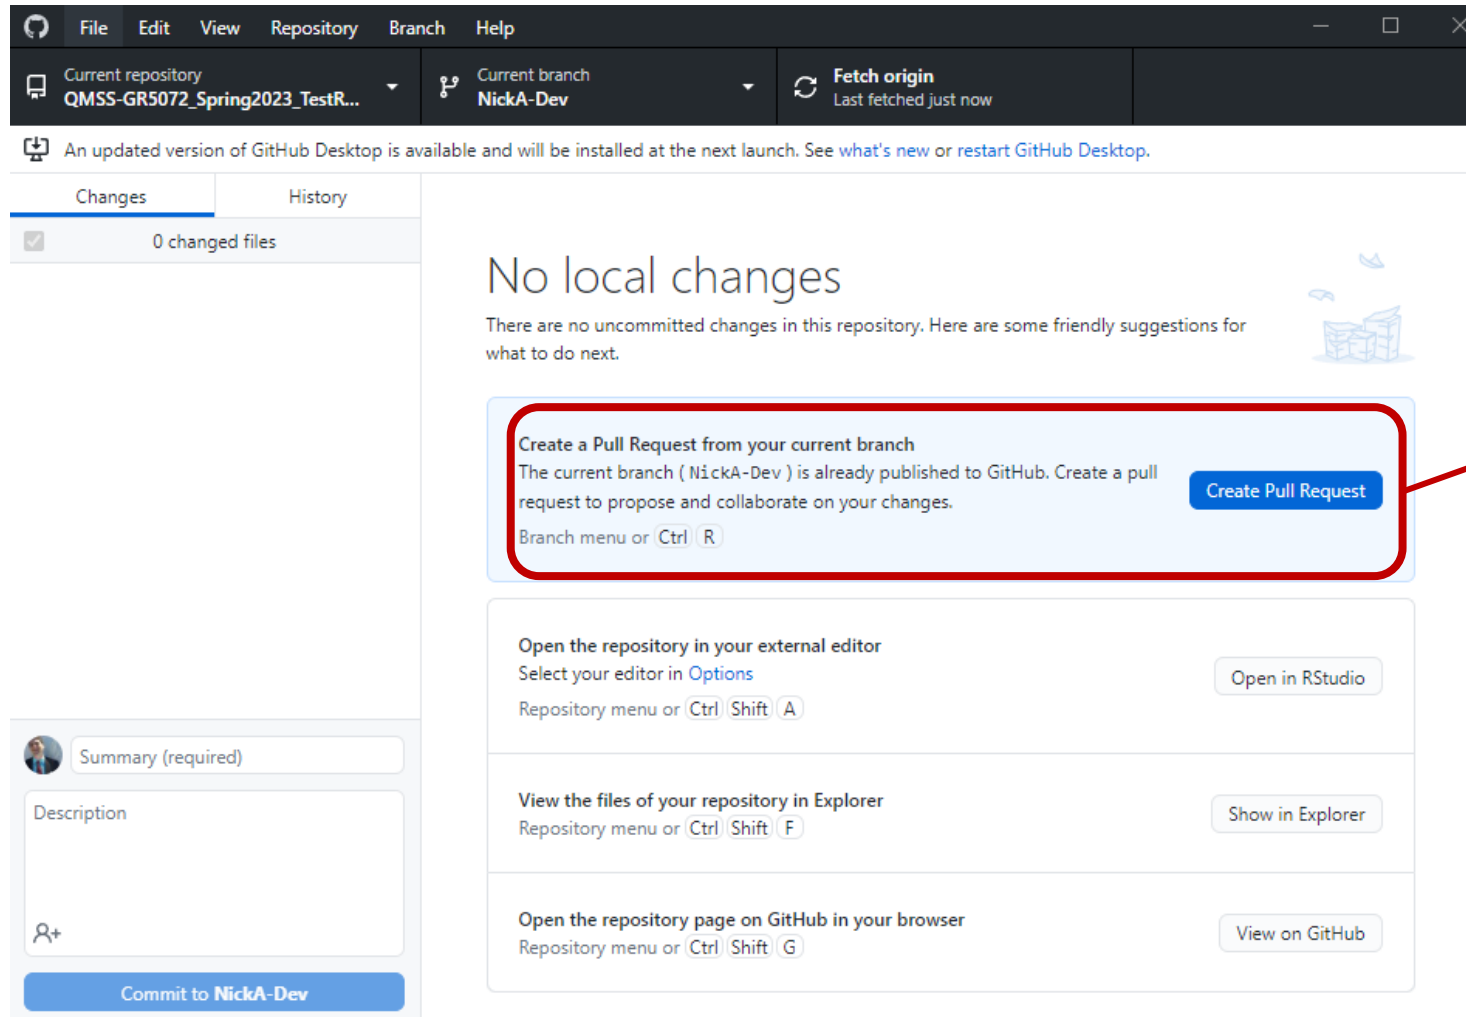 File Edit View Repository Branch Help
Current repository
QMSS-GR5072_Spring2023_TestR...
Current branch
NickA-Dev
Fetch origin
Last fetched just now
An updated version of GitHub Desktop is available and will be installed at the next launch. See what's new or restart GitHub Desktop.
Changes History
0 changed files
No local changes
There are no uncommitted changes in this repository. Here are some friendly suggestions for
what to do next.
Create a Pull Request from your current branch
The current branch ( NickA-Dev ) is already published to GitHub. Create a pull
request to propose and collaborate on your changes.
Branch menu or Ctrl R
Create Pull Request
Open the repository in your external editor
Select your editor in Options
Repository menu or Ctrl Shift A
Open in RStudio
View the files of your repository in Explorer
Repository menu or Ctrl Shift F
Show in Explorer
Open the repository page on GitHub in your browser
Repository menu or Ctrl Shift G
View on GitHub
Summary (required)
Description
Commit to NickA-Dev